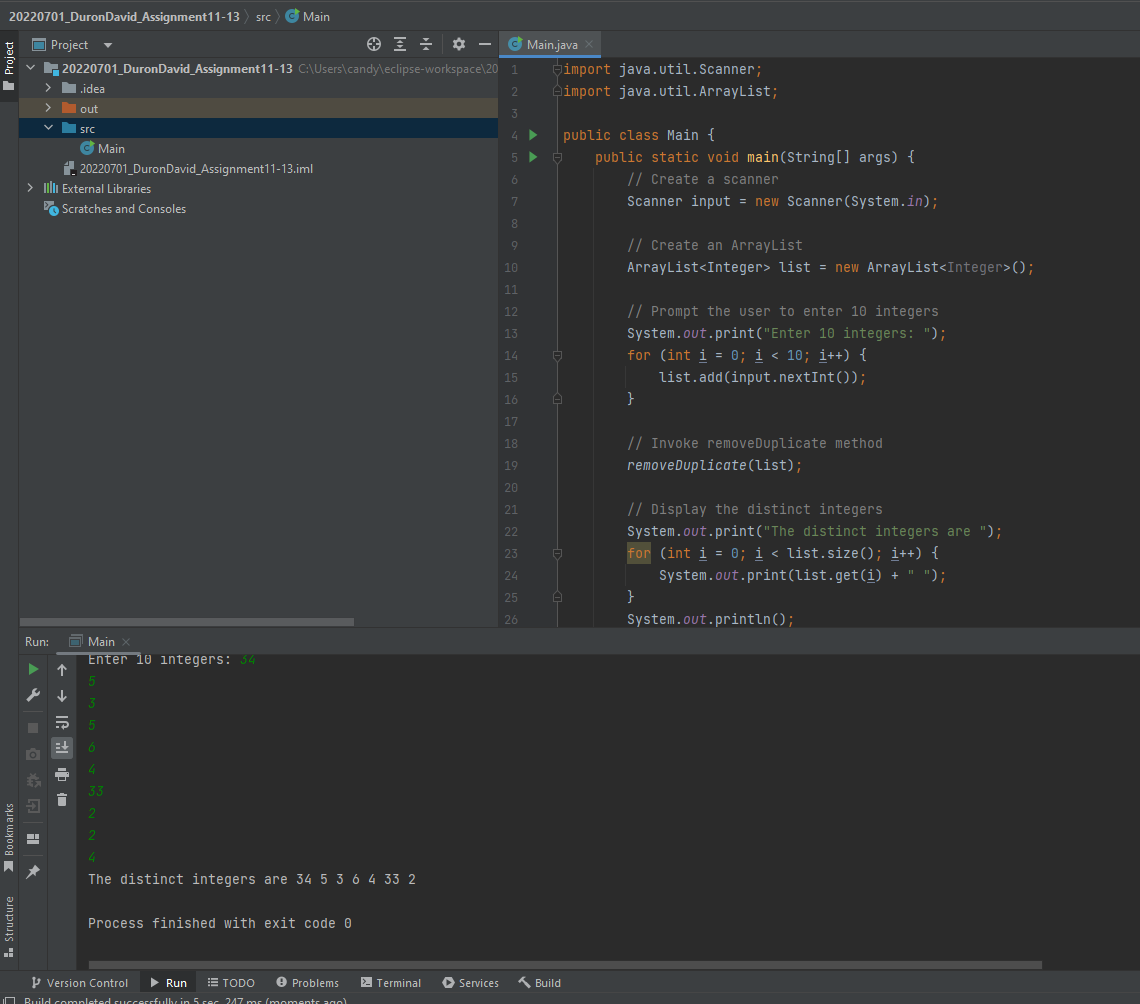 20220701_DuronDavid_Assignment11-13 src Main
Project
Project
20220701_DuronDavid_Assignment11-13 C:\Users\candy\eclipse-workspace\20
.idea
out
src
Main
20220701_DuronDavid_Assignment11-13.iml
External Libraries
Scratches and Consoles
Main.java
1 import java.util.Scanner;
2 import java.util.ArrayList;
3
4 public class Main {
5 public static void main(String[] args) {
6 // Create a scanner
7 Scanner input = new Scanner(System.in);
8
9 // Create an ArrayList
10 ArrayList<Integer> list = new ArrayList<Integer>();
11
12 // Prompt the user to enter 10 integers
13 System.out.print("Enter 10 integers: ");
14 for (int i = 0; i < 10; i++) {
15 list.add(input.nextInt());
16 }
17
18 // Invoke removeDuplicate method
19 removeDuplicate(list);
20
21 // Display the distinct integers
22 System.out.print("The distinct integers are ");
23 for (int i = 0; i < list.size(); i++) {
24 System.out.print(list.get(i) + " ");
25 }
26 System.out.println();
Run: Main
Enter 10 integers: 34
5
3
5
6
4
33
2
2
4
The distinct integers are 34 5 3 6 4 33 2
Process finished with exit code 0
Bookmarks
Structure
Version Control Run TODO Problems Terminal Services Build
Build completed successfully in 5 sec, 247 ms (moments ago)